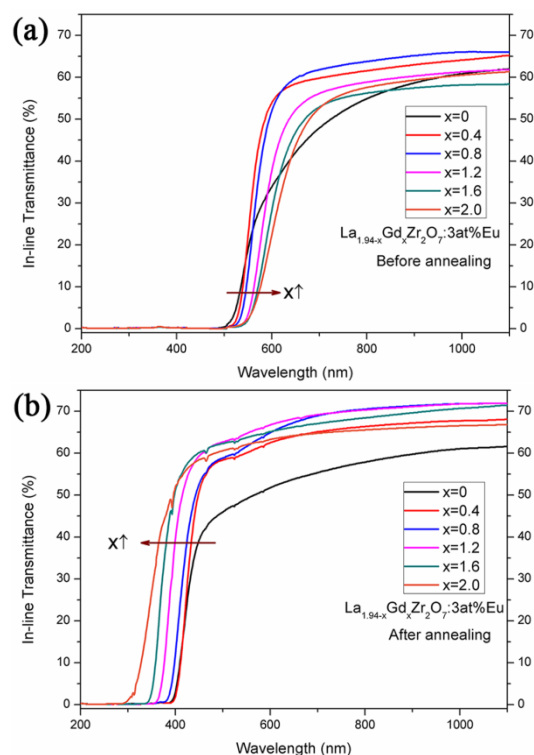 (a)
70
60
50
40
30
20
10
0
70
60
50
40
30
20
10
0
In-line Transmittance (%)
x=0
x=0.4
x=0.8
x=1.2
x=1.6
x=2.0
La1.94-xGdxZr2O7:3at%Eu
Before annealing
x↑
200 400 600 800 1000
Wavelength (nm)
(b)
70
60
50
40
30
20
10
0
70
60
50
40
30
20
10
0
In-line Transmittance (%)
x↑
x=0
x=0.4
x=0.8
x=1.2
x=1.6
x=2.0
La1.94-xGdxZr2O7:3at%Eu
After annealing
200 400 600 800 1000
Wavelength (nm)